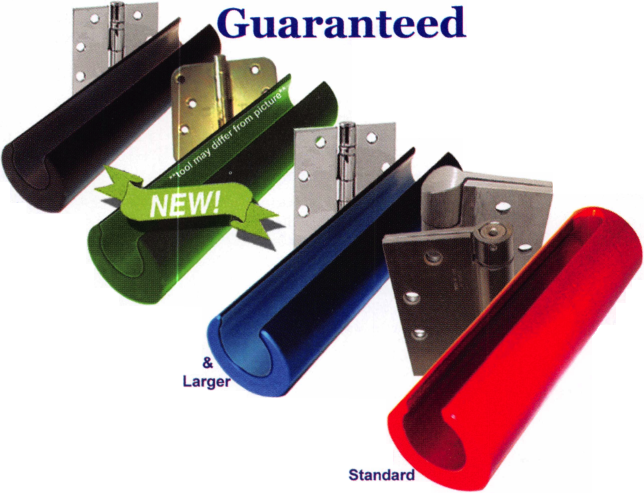 Guaranteed
**tool may differ from picture**
NEW!
&
Larger
Standard